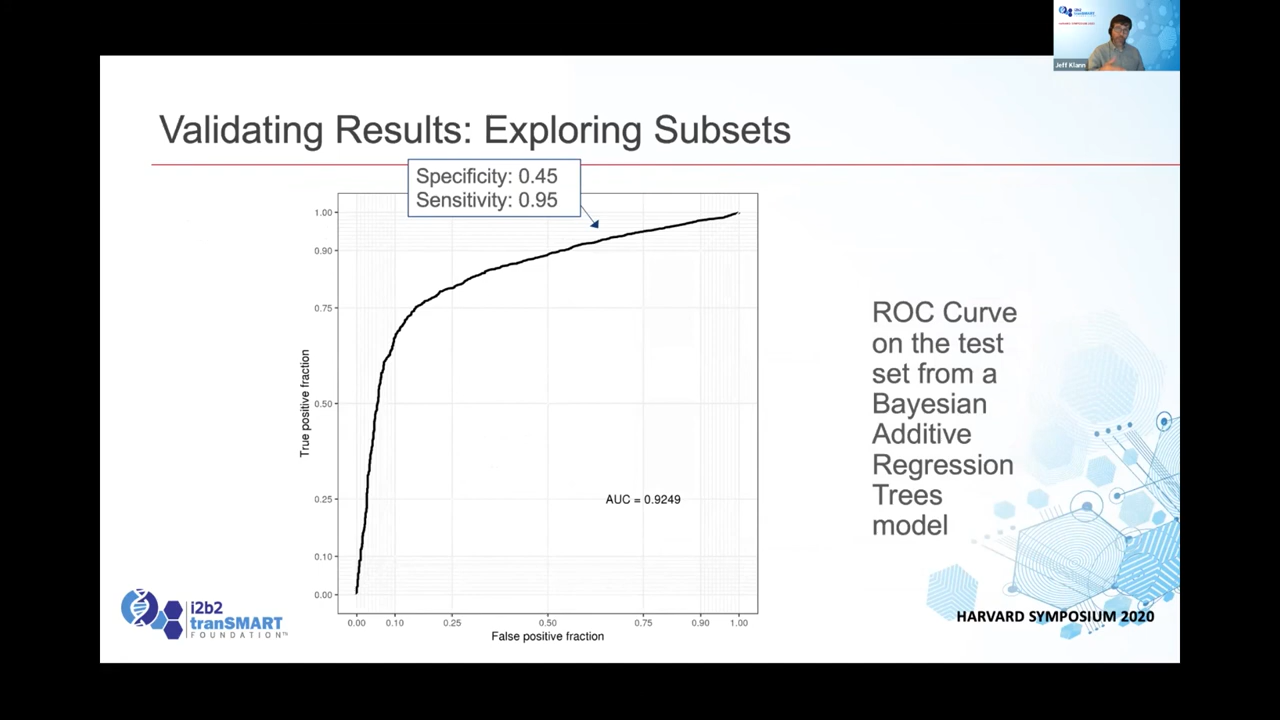 i2b2
tranSMART
Jeff Klann
Validating Results: Exploring Subsets
Specificity: 0.45
Sensitivity: 0.95
1.00
0.90
0.75
0.50
0.25
0.10
0.00
True positive fraction
AUC = 0.9249
0.00 0.10 0.25 0.50 0.75 0.90 1.00
False positive fraction
ROC Curve
on the test
set from a
Bayesian
Additive
Regression
Trees
model
i2b2
tranSMART
FOUNDATION™
HARVARD SYMPOSIUM 2020